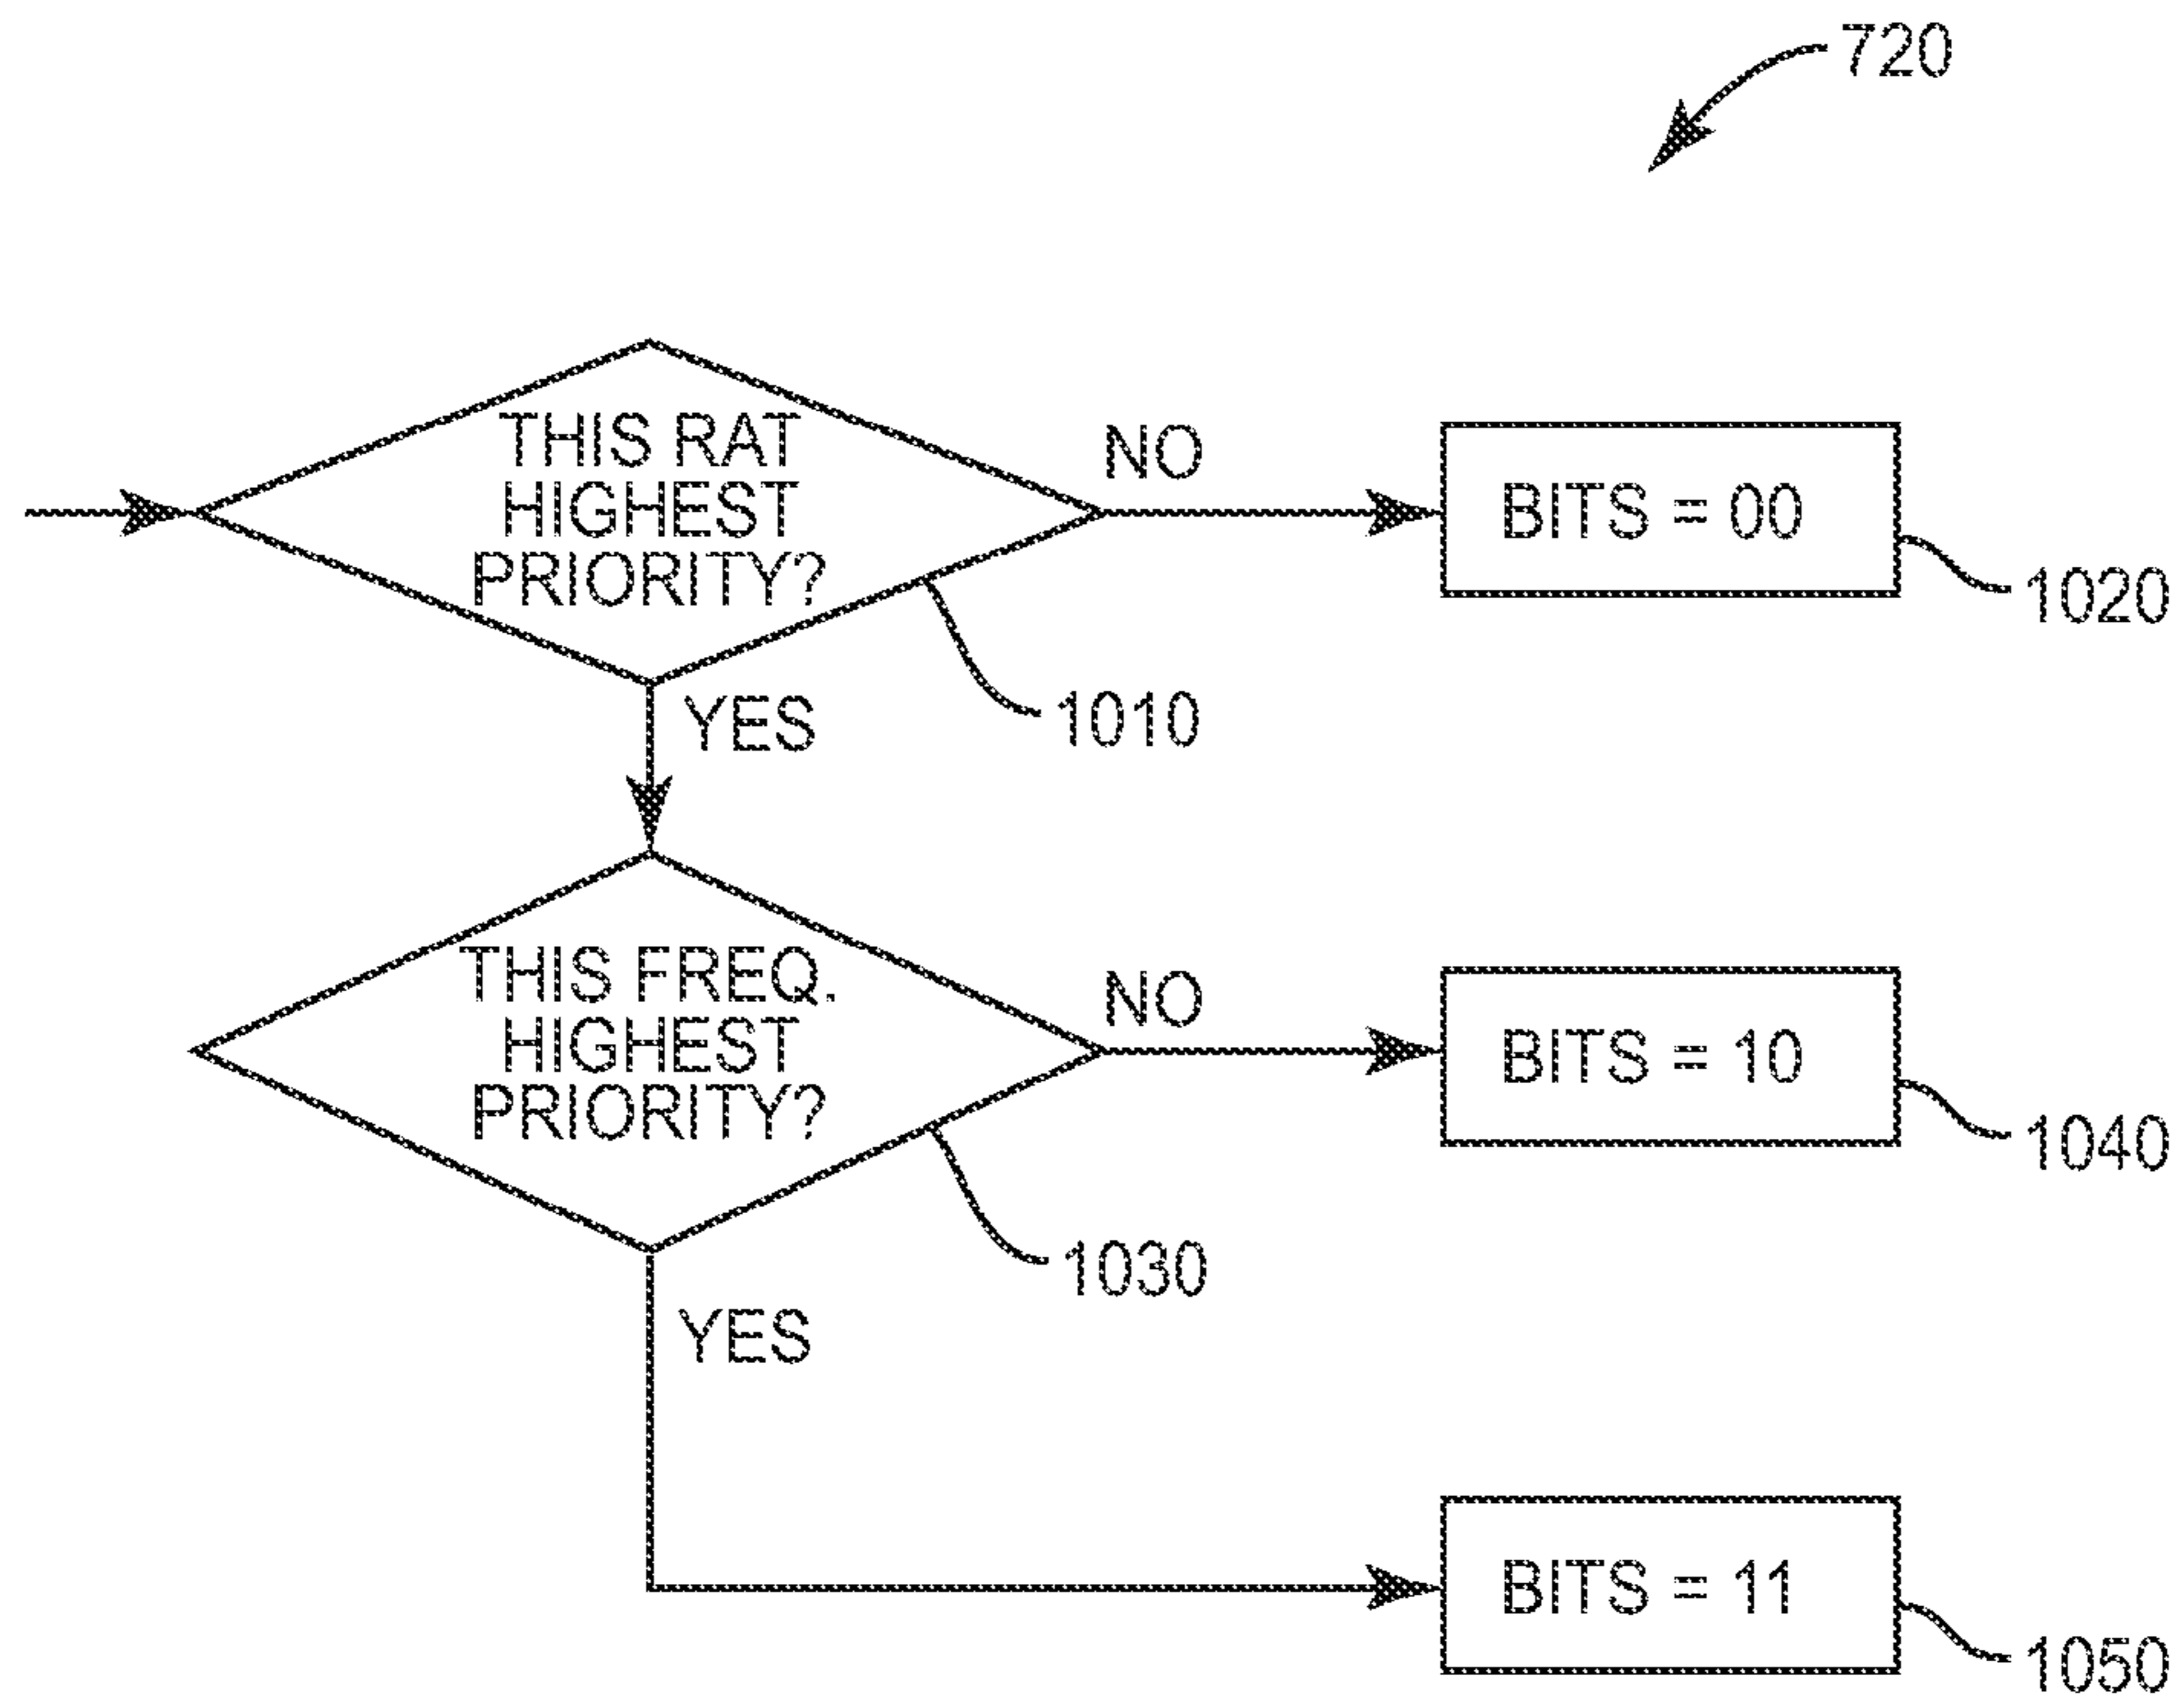 720
THIS RAT
HIGHEST
PRIORITY?
NO
BITS = 00
1020
1010
YES
THIS FREQ.
HIGHEST
PRIORITY?
NO
BITS = 10
1040
1030
YES
BITS = 11
1050